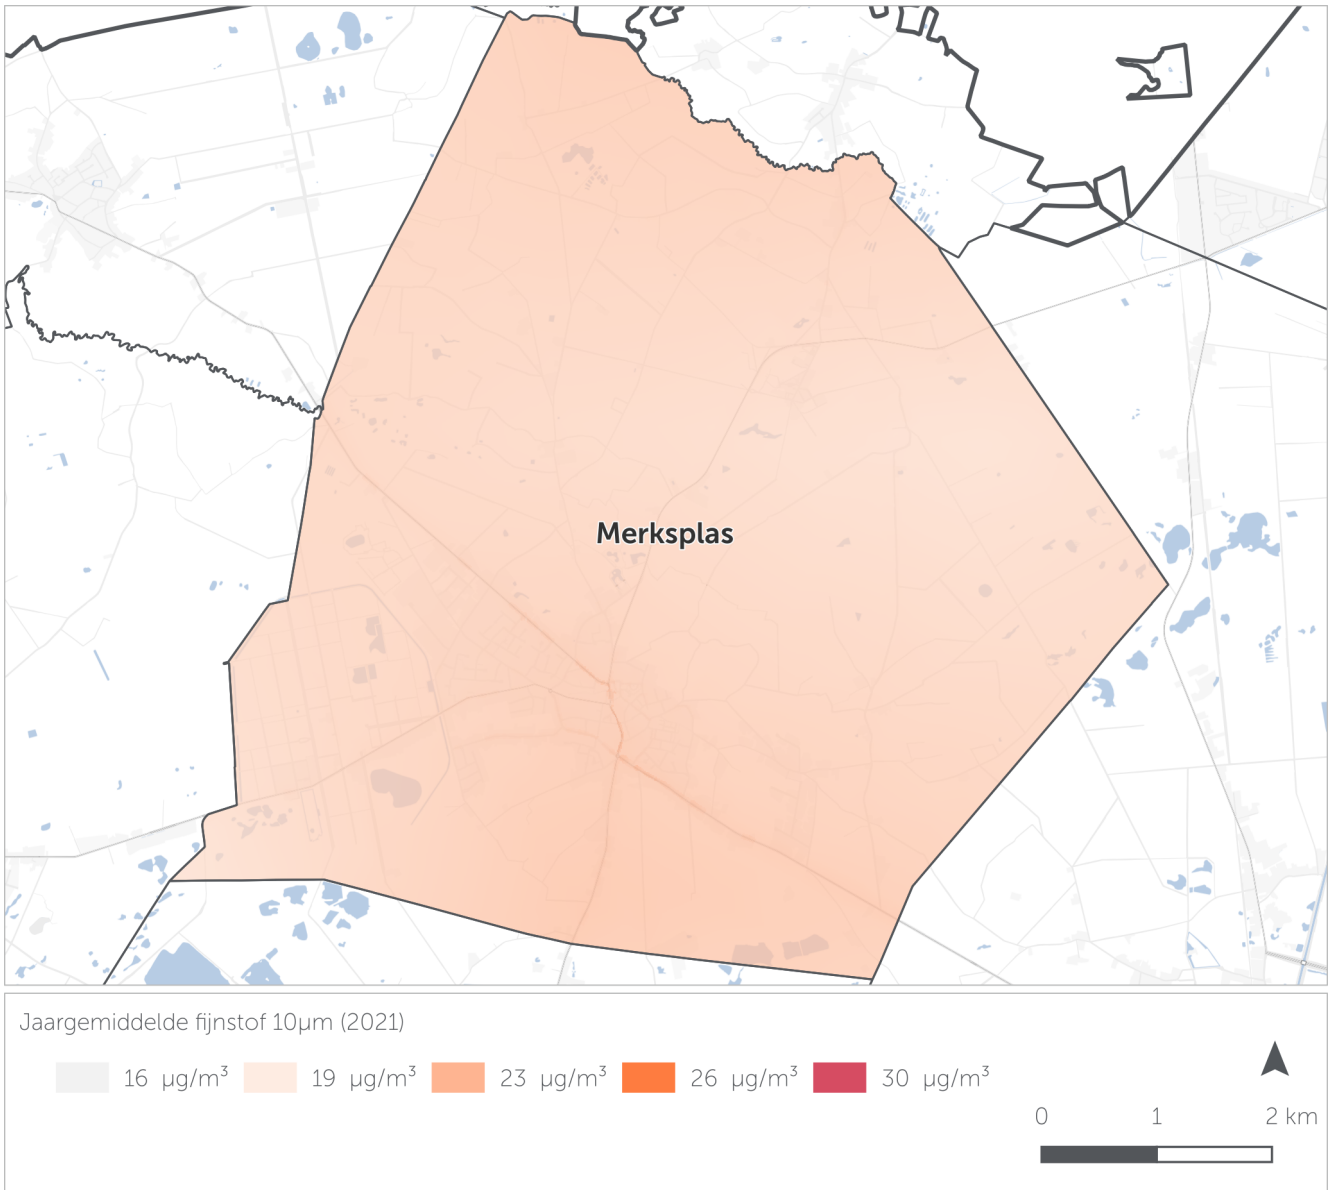 Merksplas
Jaargemiddelde fijnstof 10µm (2021)
16 µg/m³ 19 µg/m³ 23 µg/m³ 26 µg/m³ 30 µg/m³
0 1 2 km